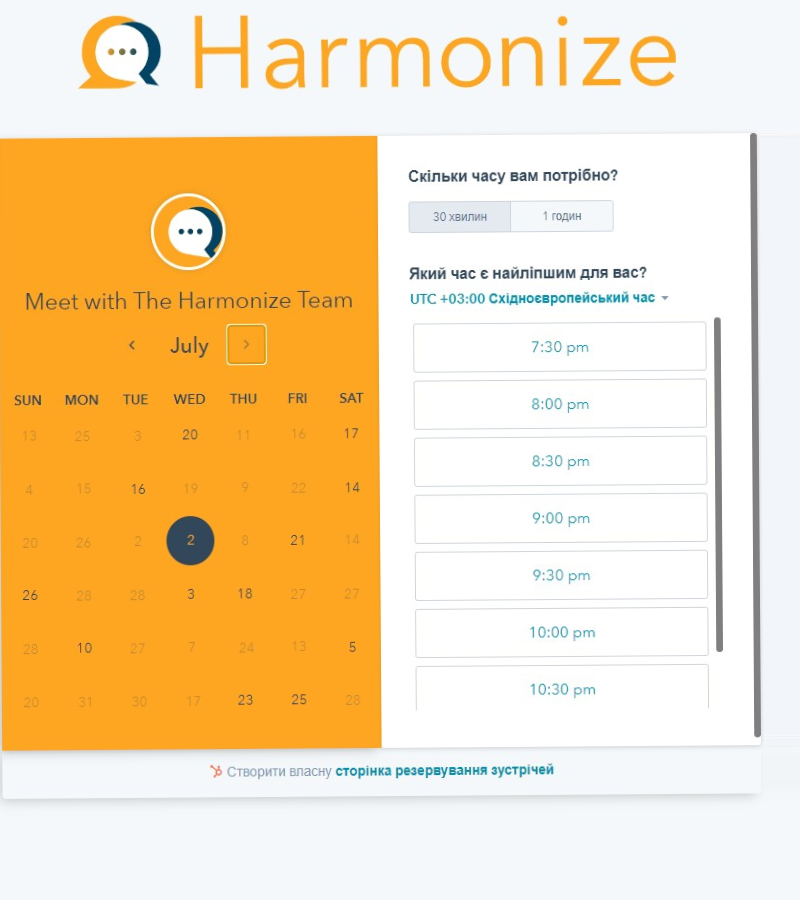 Harmonize
Meet with The Harmonize Team
July
SUN MON TUE WED THU FRI SAT
13 25 3 20 11 16 17
4 15 16 19 9 22 14
20 26 2 2 8 21 14
26 28 28 3 18 27 27
28 10 27 7 24 13 5
20 31 30 17 23 25 28
Скільки часу вам потрібно?
30 хвилин 1 годин
Який час є найліпшим для вас?
UTC +03:00 Східноєвропейський час
7:30 pm
8:00 pm
8:30 pm
9:00 pm
9:30 pm
10:00 pm
10:30 pm
Створити власну сторінка резервування зустрічей